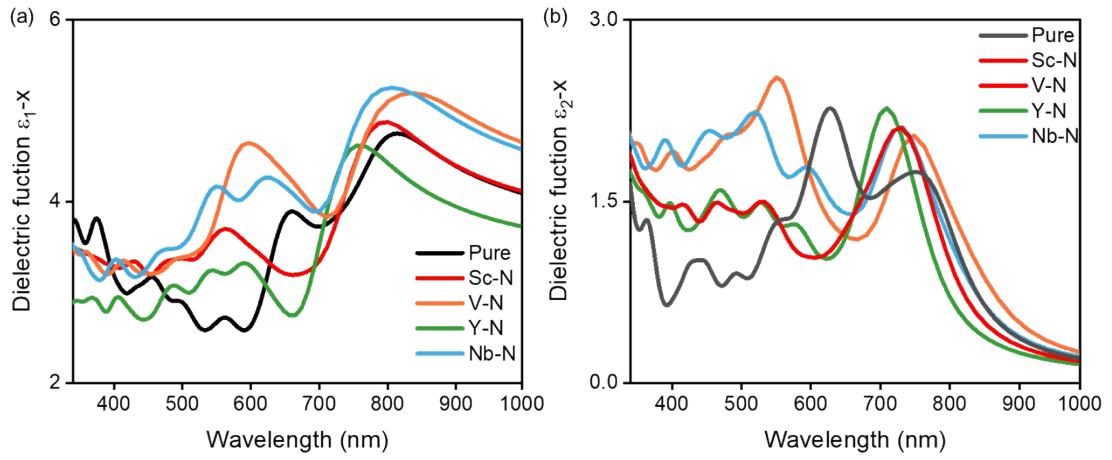 (a)
6
4
2
Dielectric fuction ε₁-x
Pure
Sc-N
V-N
Y-N
Nb-N
400 500 600 700 800 900 1000
Wavelength (nm)
(b)
3.0
1.5
0.0
Dielectric fuction ε₂-x
Pure
Sc-N
V-N
Y-N
Nb-N
400 500 600 700 800 900 1000
Wavelength (nm)